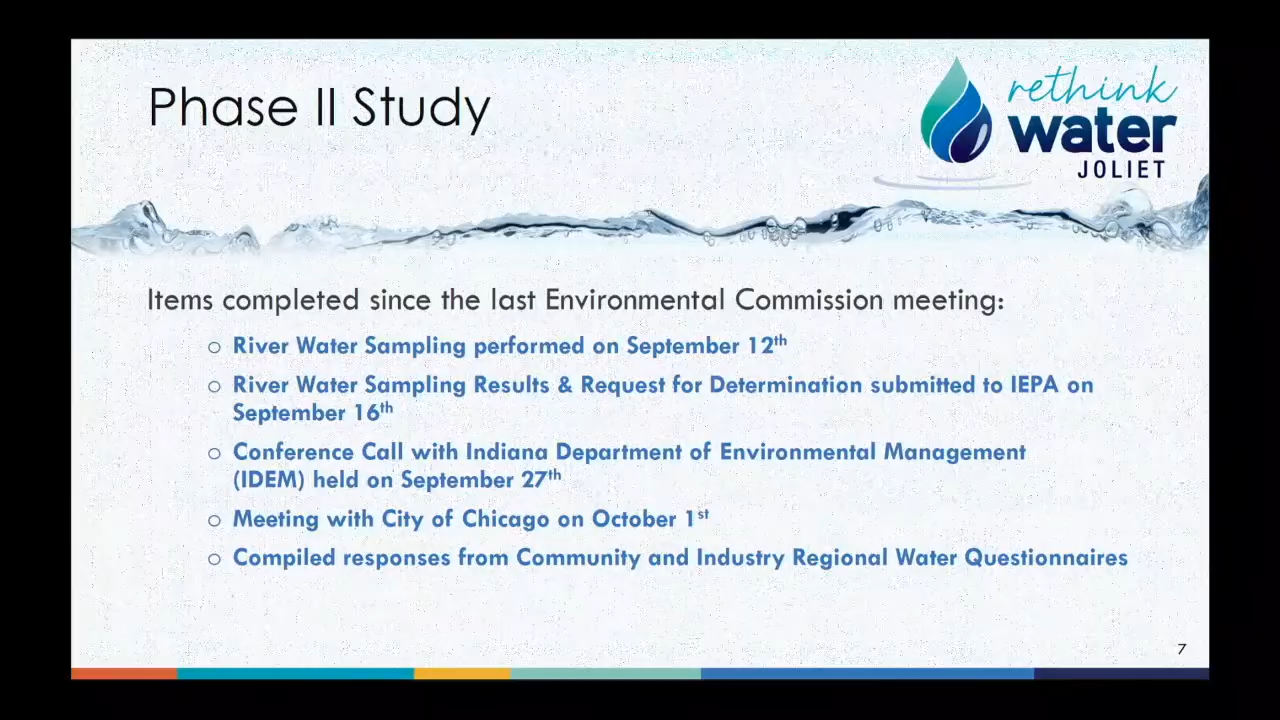 Phase II Study
rethink
water
JOLIET
Items completed since the last Environmental Commission meeting:
○ River Water Sampling performed on September 12th
○ River Water Sampling Results & Request for Determination submitted to IEPA on
September 16th
○ Conference Call with Indiana Department of Environmental Management
(IDEM) held on September 27th
○ Meeting with City of Chicago on October 1st
○ Compiled responses from Community and Industry Regional Water Questionnaires
7